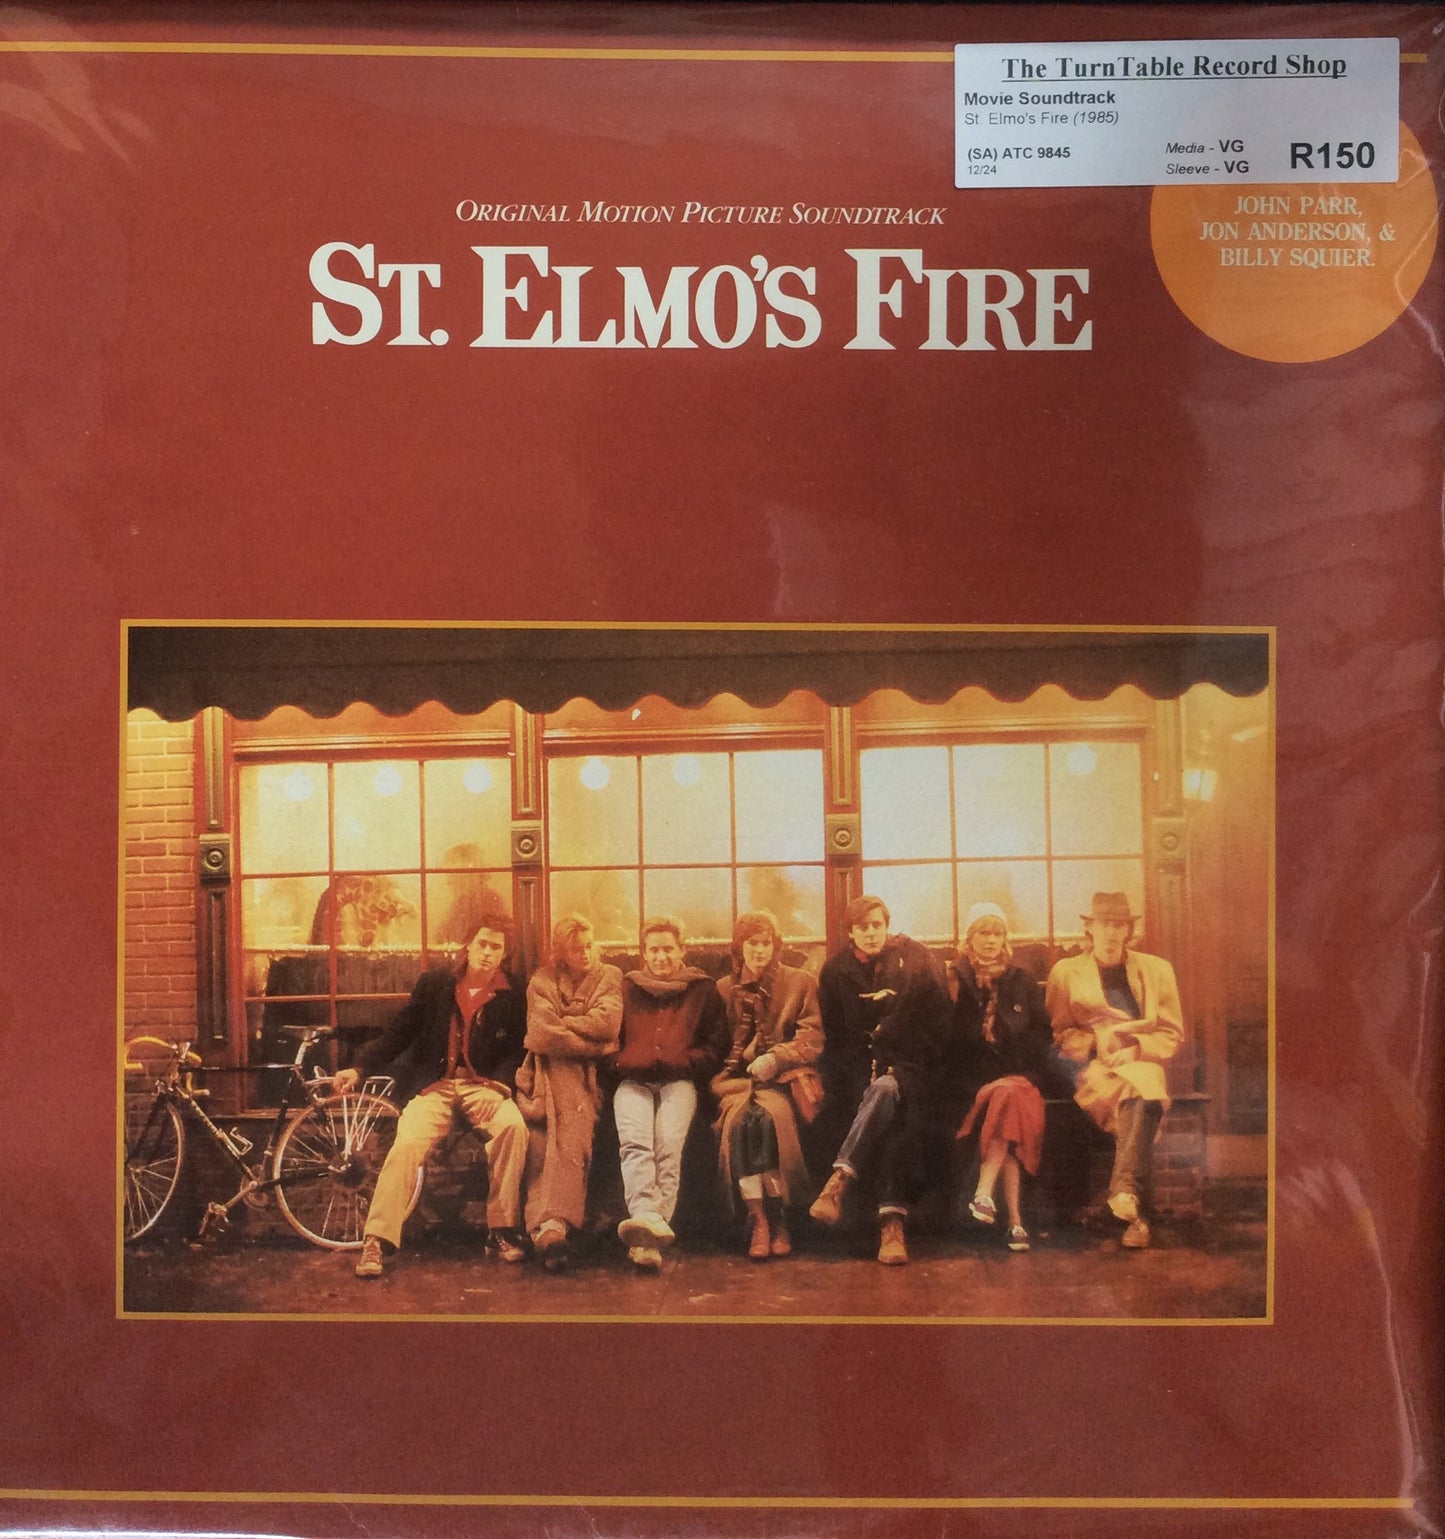 The TurnTable Record Shop
Movie Soundtrack
St. Elmo's Fire (1985)
(SA) ATC 9845
Media - VG
R150
12/24
Sleeve - VG
JOHN PARR,
JON ANDERSON, &
BILLY SQUIER.
ORIGINAL MOTION PICTURE SOUNDTRACK
ST. ELMO'S FIRE